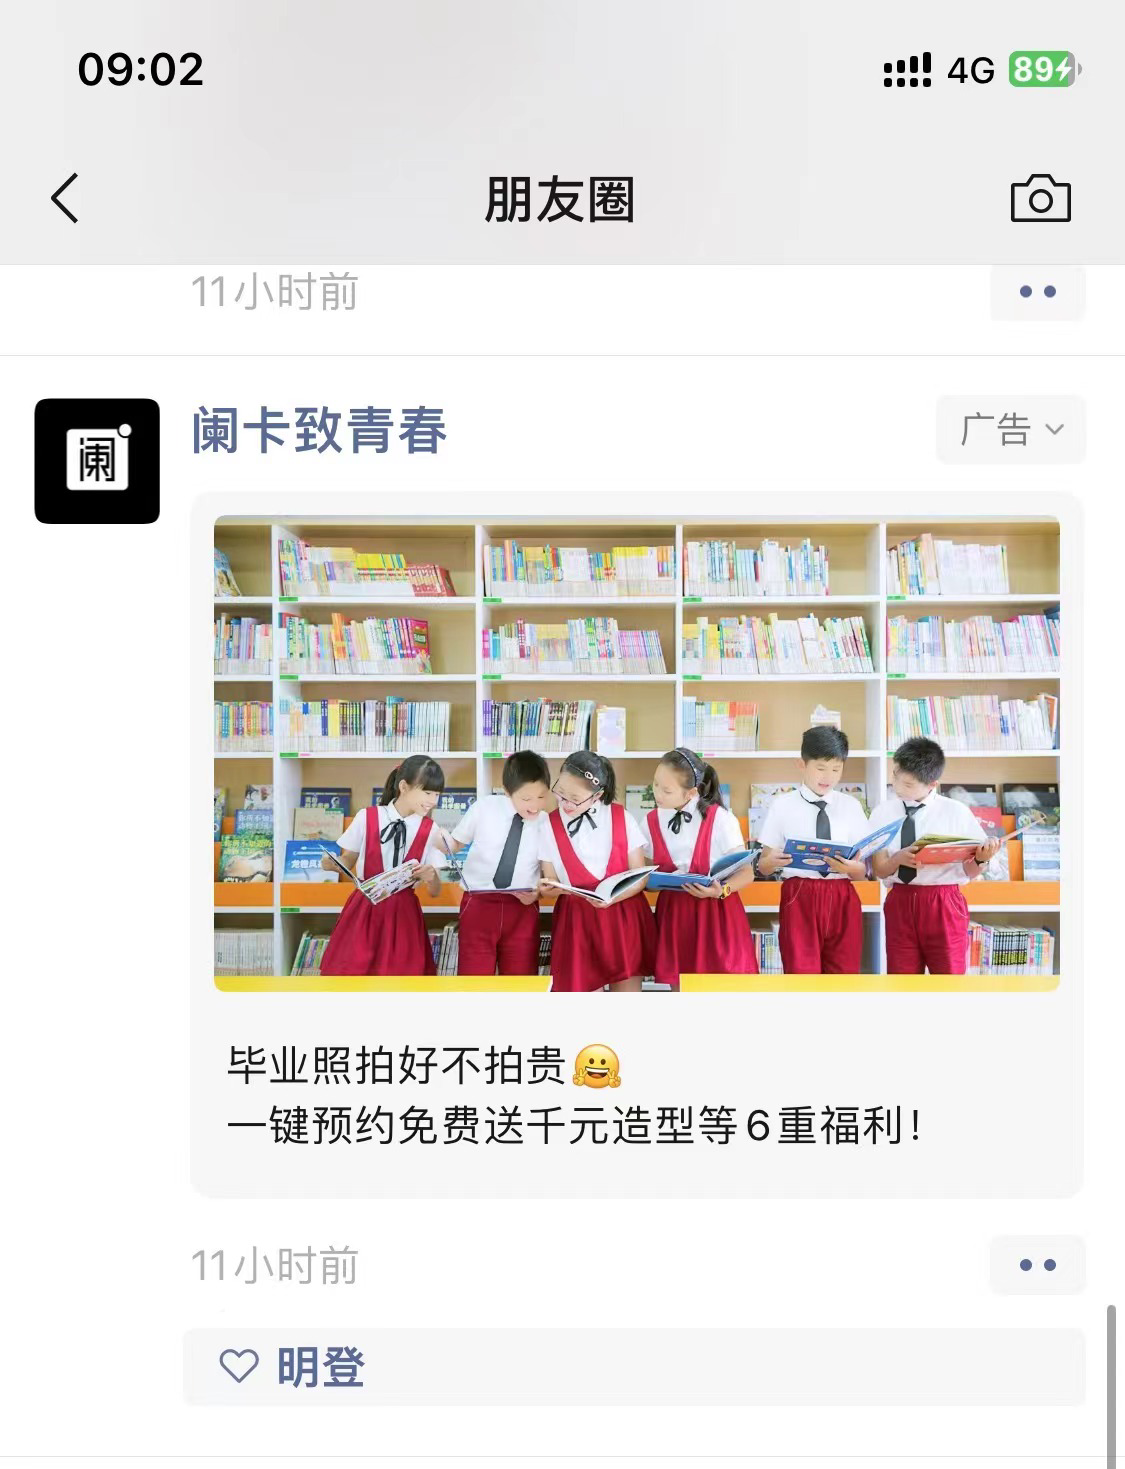 09:02
4G 89
朋友圈
11小时前
阑
阑卡致青春
广告
毕业照拍好不拍贵
一键预约免费送千元造型等6重福利!
11小时前
明登